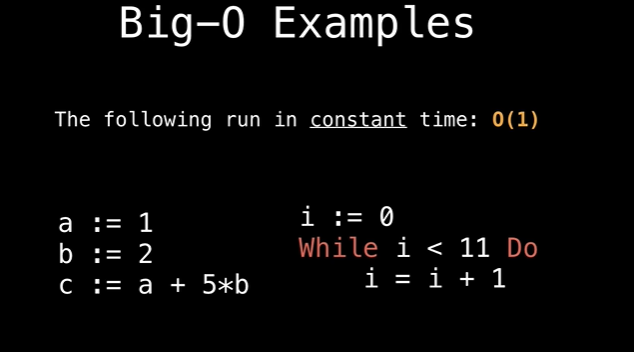 Big-O Examples
The following run in constant time: O(1)
a := 1
b := 2
c := a + 5*b
i := 0
While i < 11 Do
    i = i + 1